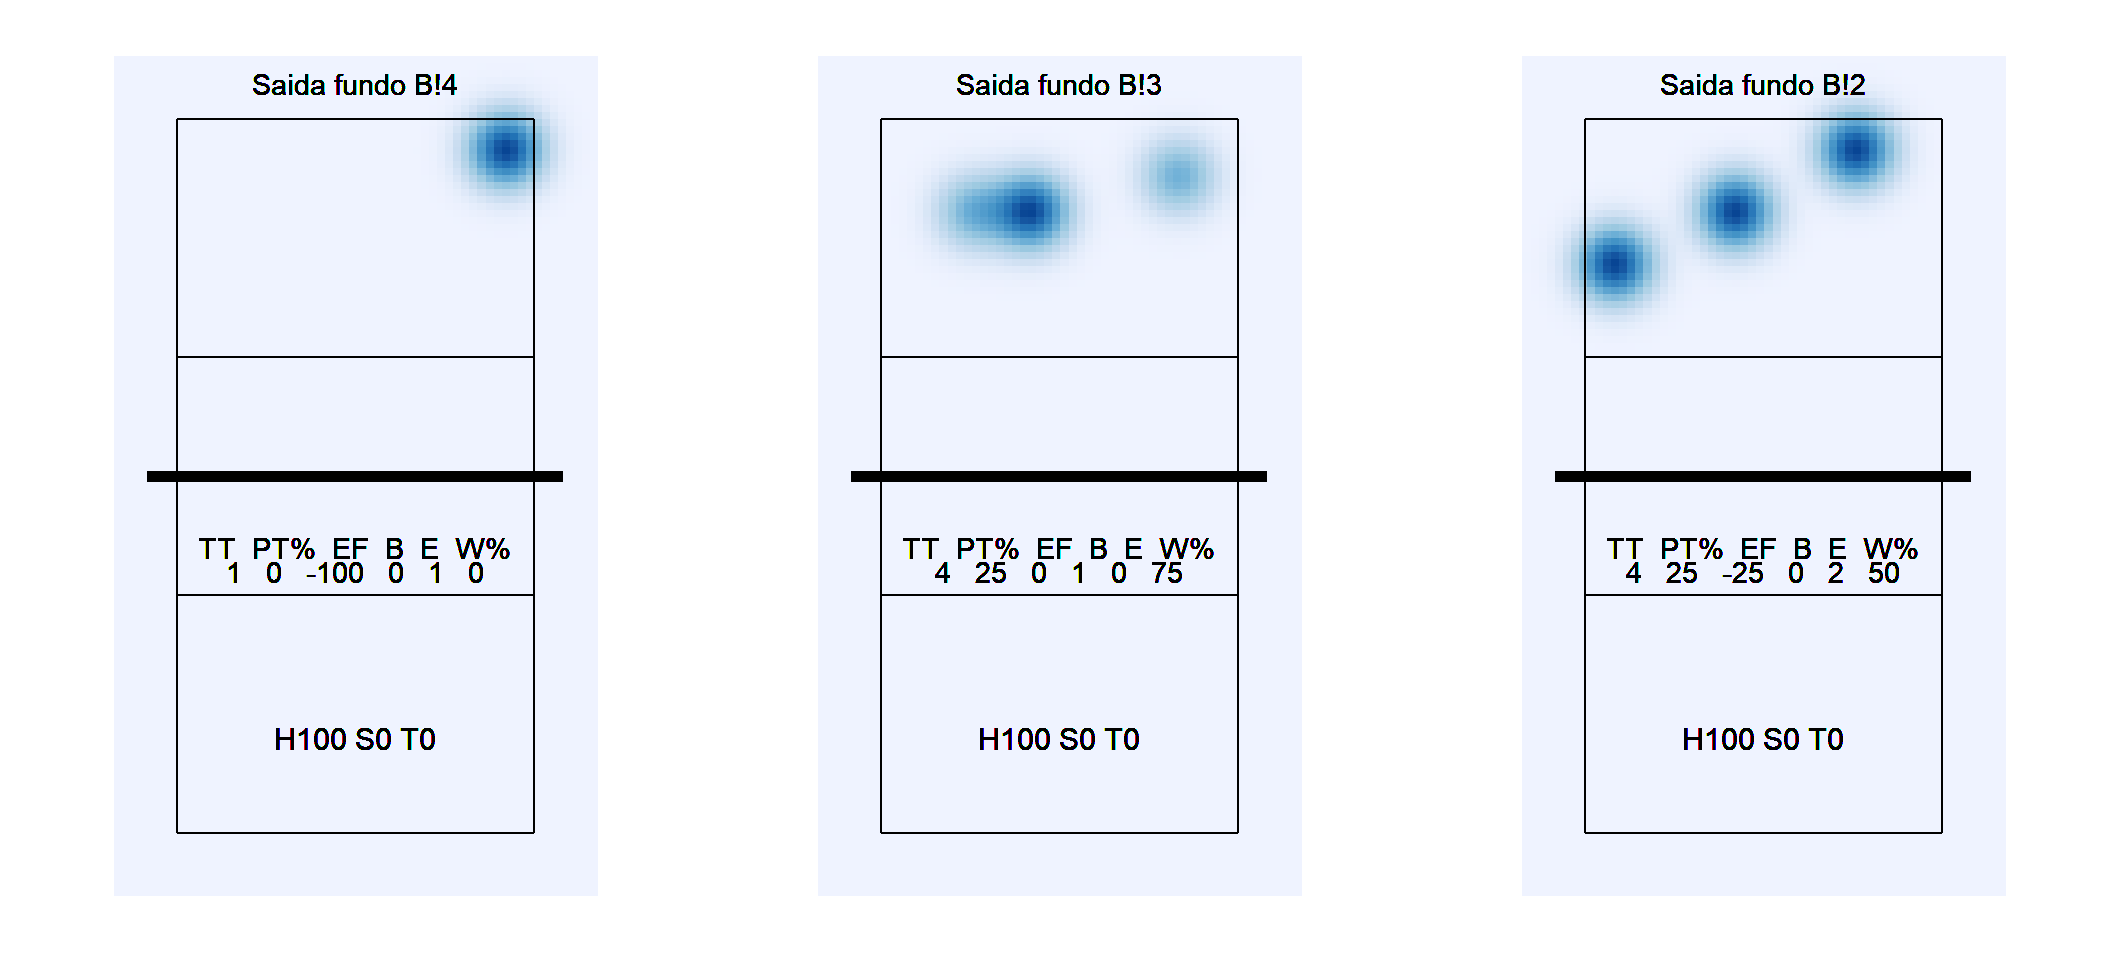 Saida fundo B!4
TT PT% EF B E W%
1 0 -100 0 1 0
H100 S0 T0
Saida fundo B!3
TT PT% EF B E W%
4 25 0 1 0 75
H100 S0 T0
Saida fundo B!2
TT PT% EF B E W%
4 25 -25 0 2 50
H100 S0 T0